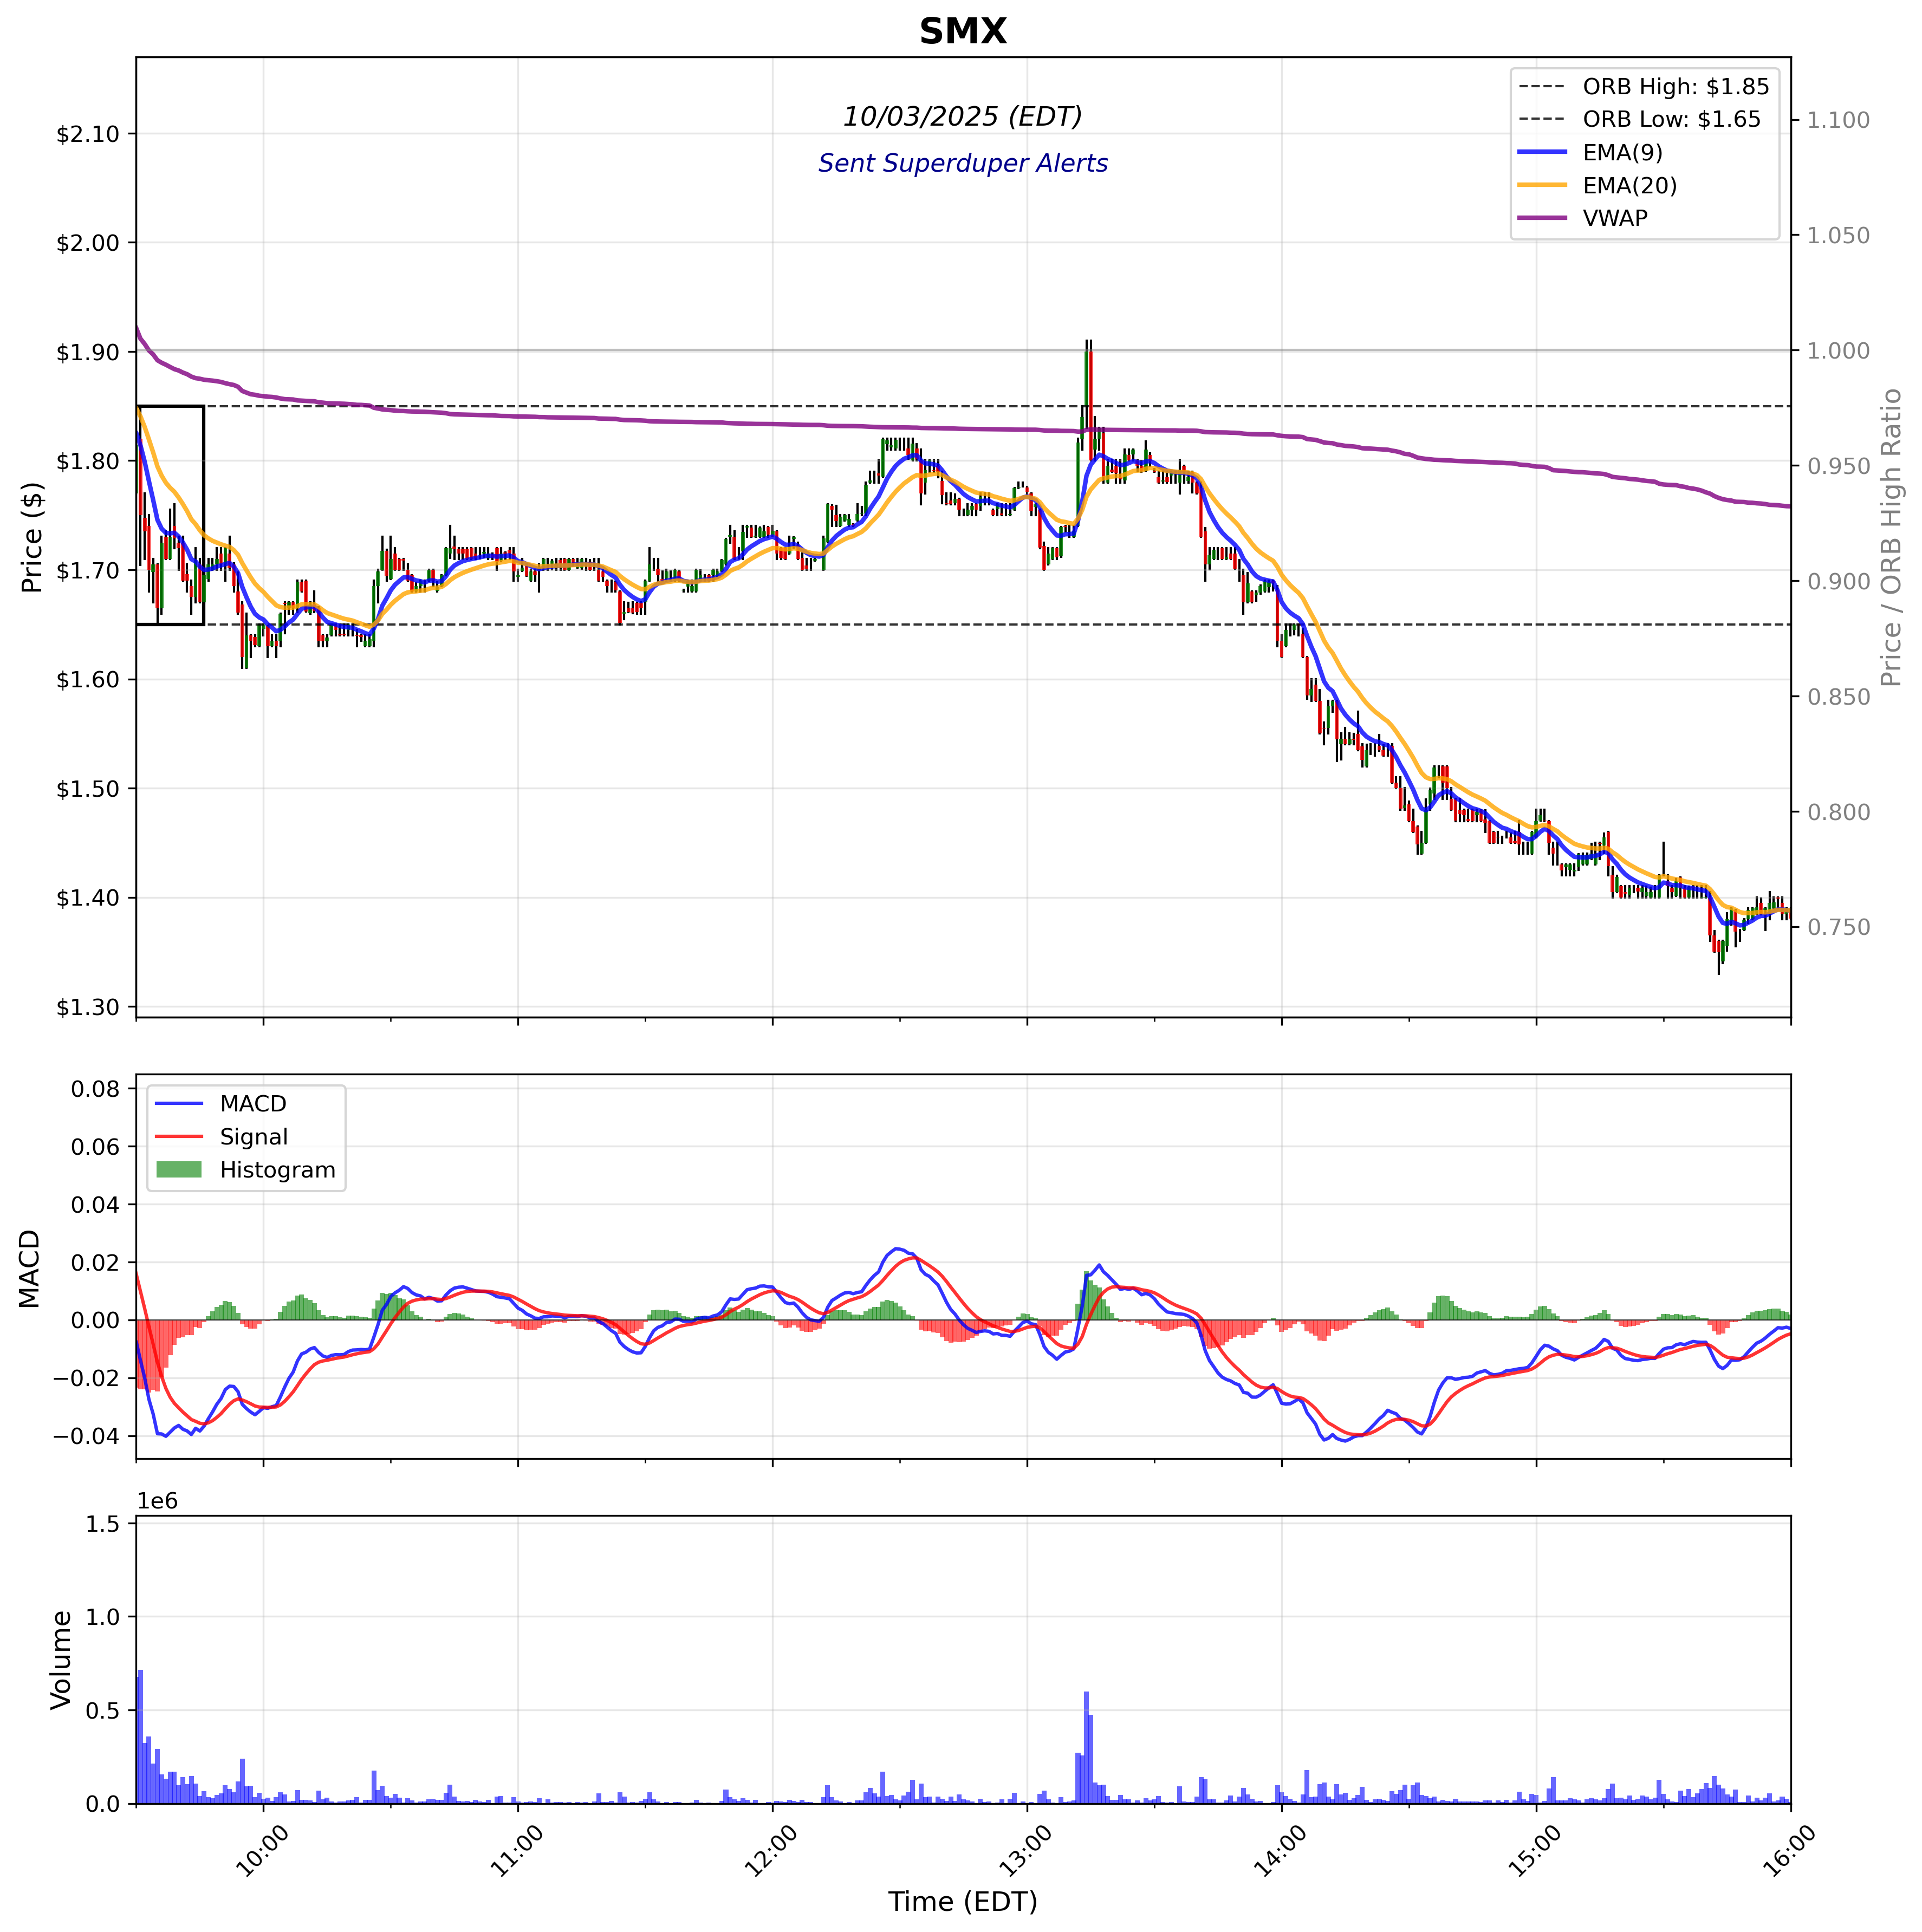 SMX
10/03/2025 (EDT)
Sent Superduper Alerts
ORB High: $1.85
ORB Low: $1.65
EMA(9)
EMA(20)
VWAP
$2.10
$2.00
$1.90
$1.80
$1.70
$1.60
$1.50
$1.40
$1.30
Price ($)
1.100
1.050
1.000
0.950
0.900
0.850
0.800
0.750
Price / ORB High Ratio
MACD
Signal
Histogram
0.08
0.06
0.04
0.02
0.00
−0.02
−0.04
MACD
1e6
1.5
1.0
0.5
0.0
Volume
10:00
11:00
12:00
13:00
14:00
15:00
16:00
Time (EDT)